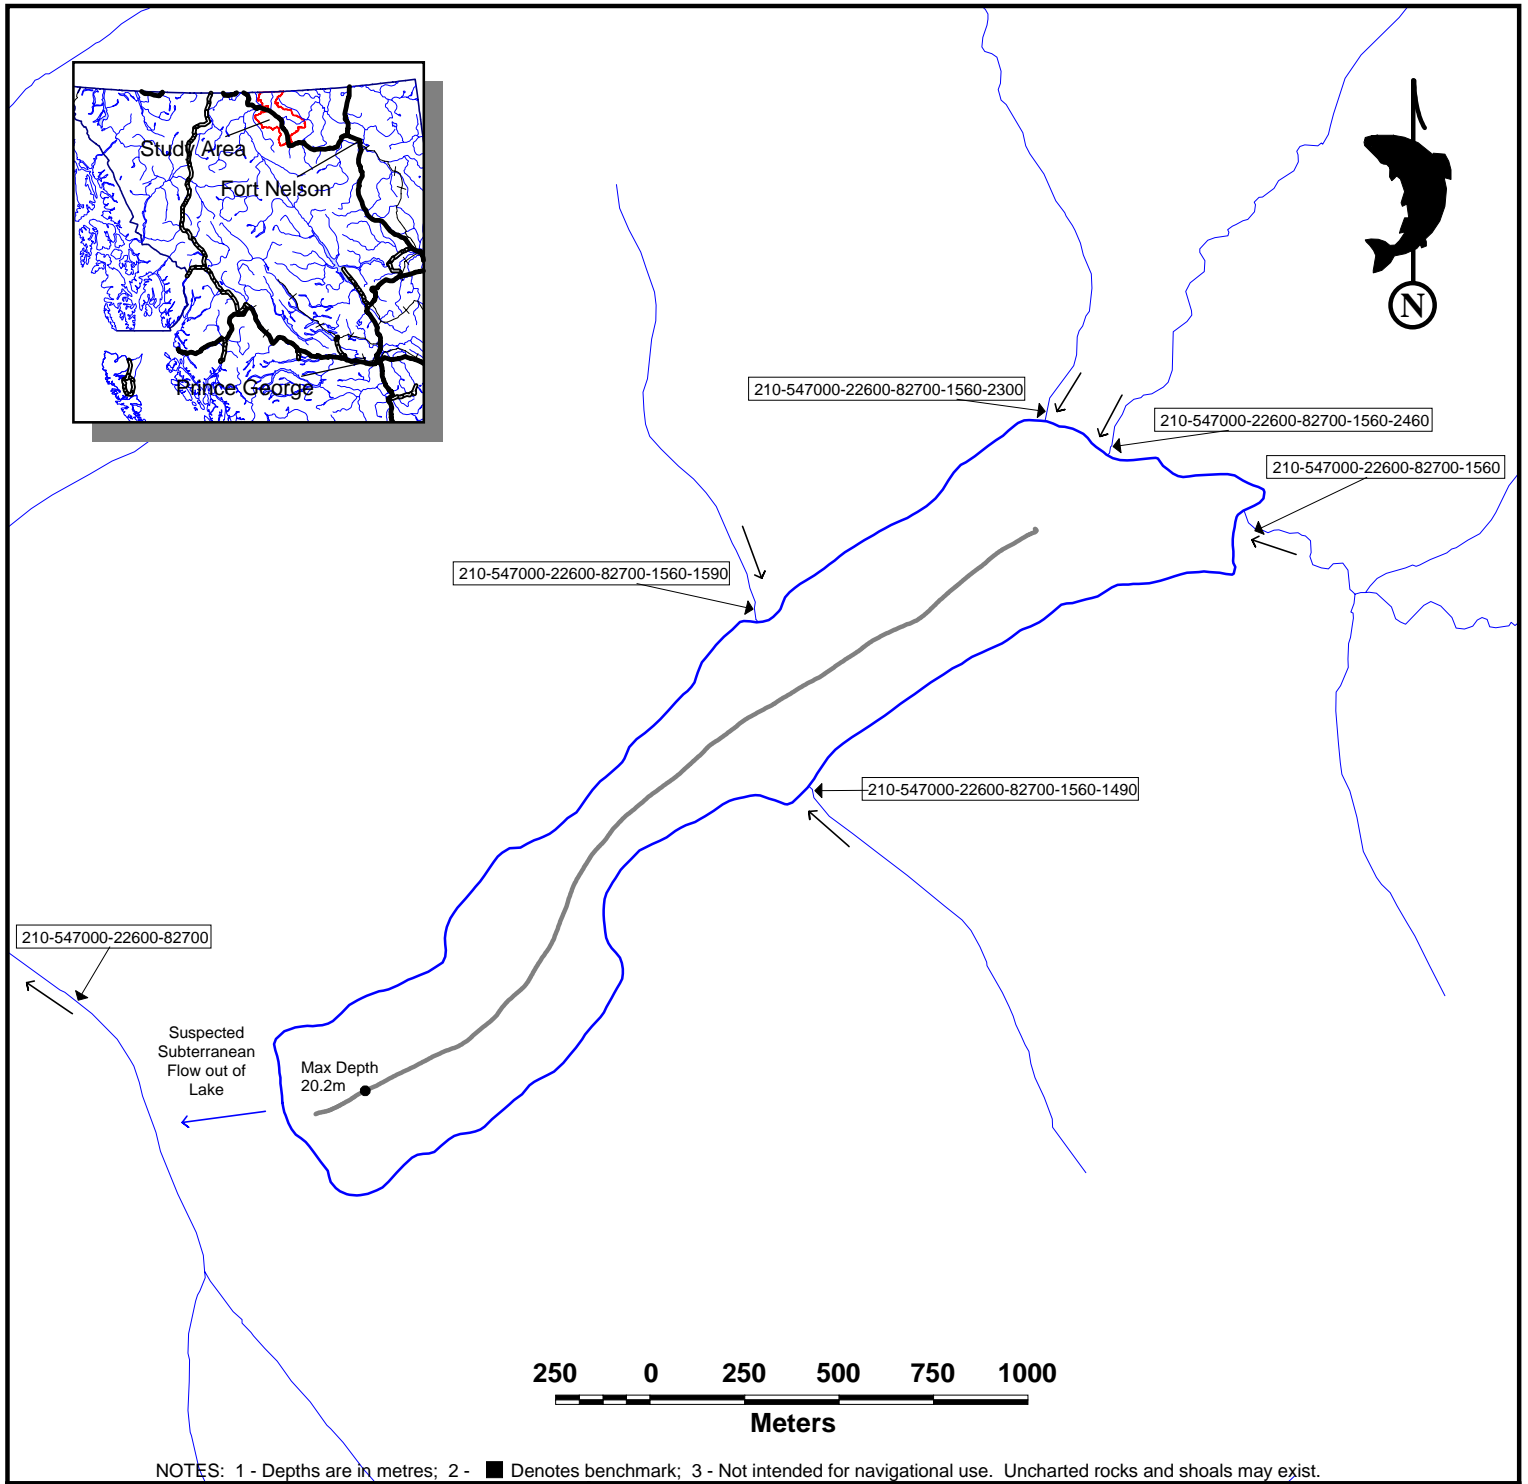 Study Area
Fort Nelson
Prince George
N
210-547000-22600-82700-1560-2300
210-547000-22600-82700-1560-2460
210-547000-22600-82700-1560
210-547000-22600-82700-1560-1590
210-547000-22600-82700-1560-1490
210-547000-22600-82700
Suspected
Subterranean
Flow out of
Lake
Max Depth
20.2m
250 0 250 500 750 1000
Meters
NOTES: 1 - Depths are in metres; 2 - ■ Denotes benchmark; 3 - Not intended for navigational use. Uncharted rocks and shoals may exist.